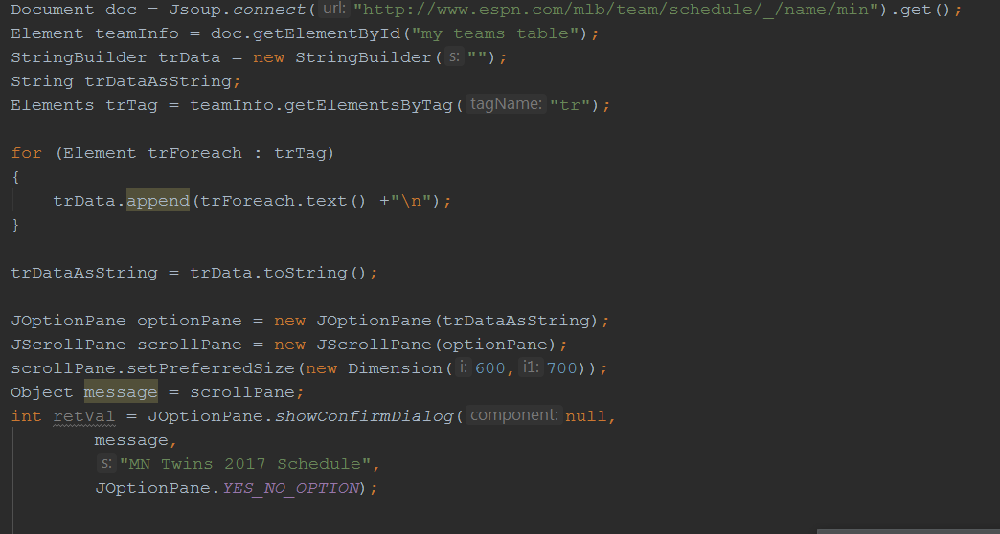 Document doc = Jsoup.connect( url: "http://www.espn.com/mlb/team/schedule/_/name/min").get();
Element teamInfo = doc.getElementById("my-teams-table");
StringBuilder trData = new StringBuilder( s: "");
String trDataAsString;
Elements trTag = teamInfo.getElementsByTag( tagName: "tr");
for (Element trForeach : trTag)
{
trData.append(trForeach.text() +"\n");
}
trDataAsString = trData.toString();
JOptionPane optionPane = new JOptionPane(trDataAsString);
JScrollPane scrollPane = new JScrollPane(optionPane);
scrollPane.setPreferredSize(new Dimension( i: 600, i1: 700));
Object message = scrollPane;
int retVal = JOptionPane.showConfirmDialog( component: null,
message,
s: "MN Twins 2017 Schedule",
JOptionPane.YES_NO_OPTION);